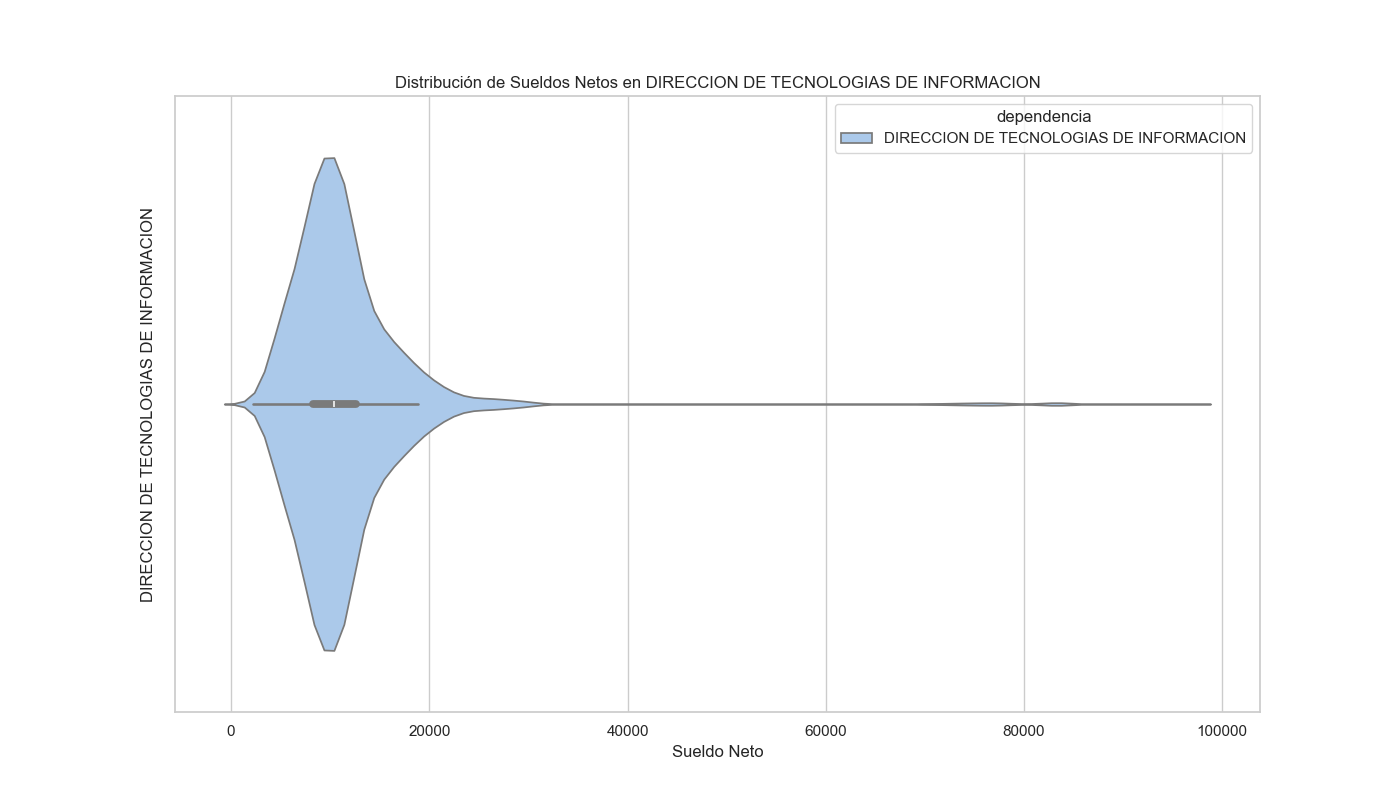 Distribución de Sueldos Netos en DIRECCION DE TECNOLOGIAS DE INFORMACION
dependencia
DIRECCION DE TECNOLOGIAS DE INFORMACION
DIRECCION DE TECNOLOGIAS DE INFORMACION
0 20000 40000 60000 80000 100000
Sueldo Neto